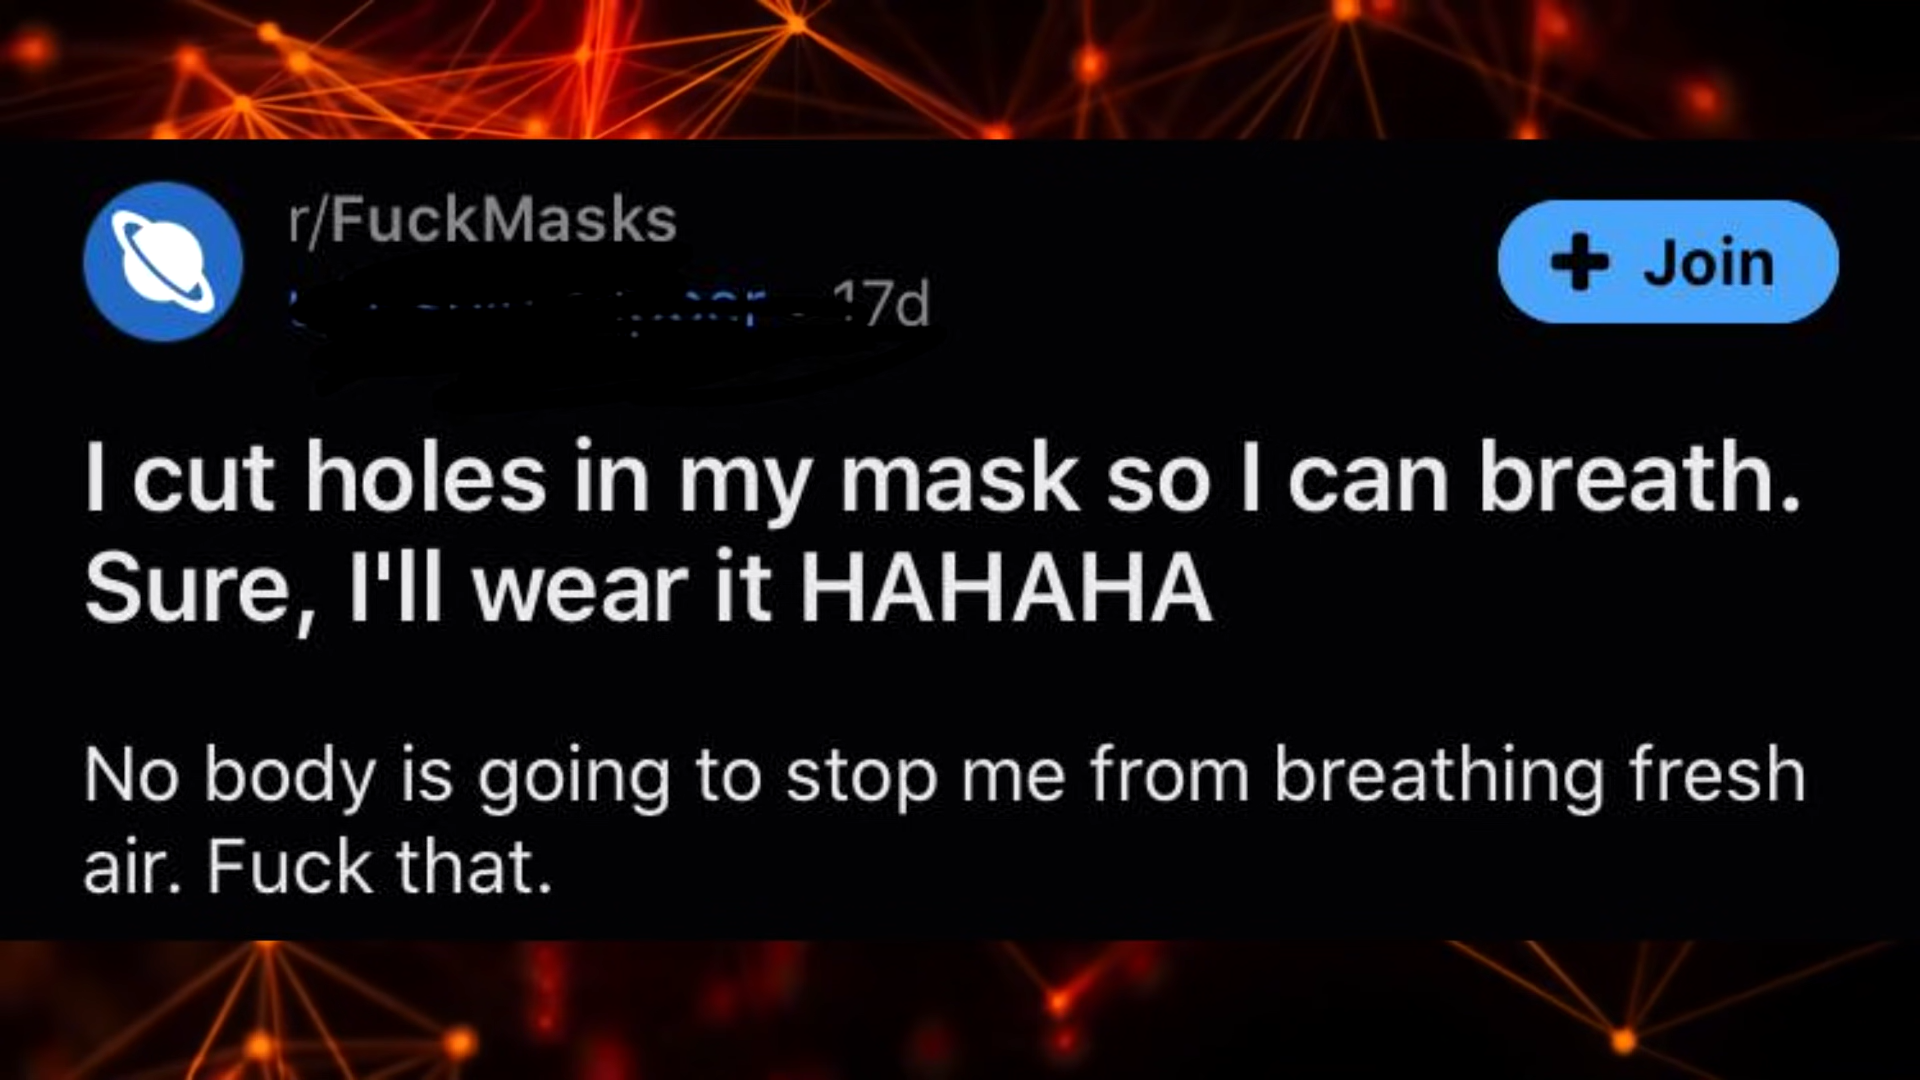 r/FuckMasks
17d
+ Join
I cut holes in my mask so I can breath.
Sure, I'll wear it HAHAHA
No body is going to stop me from breathing fresh
air. Fuck that.